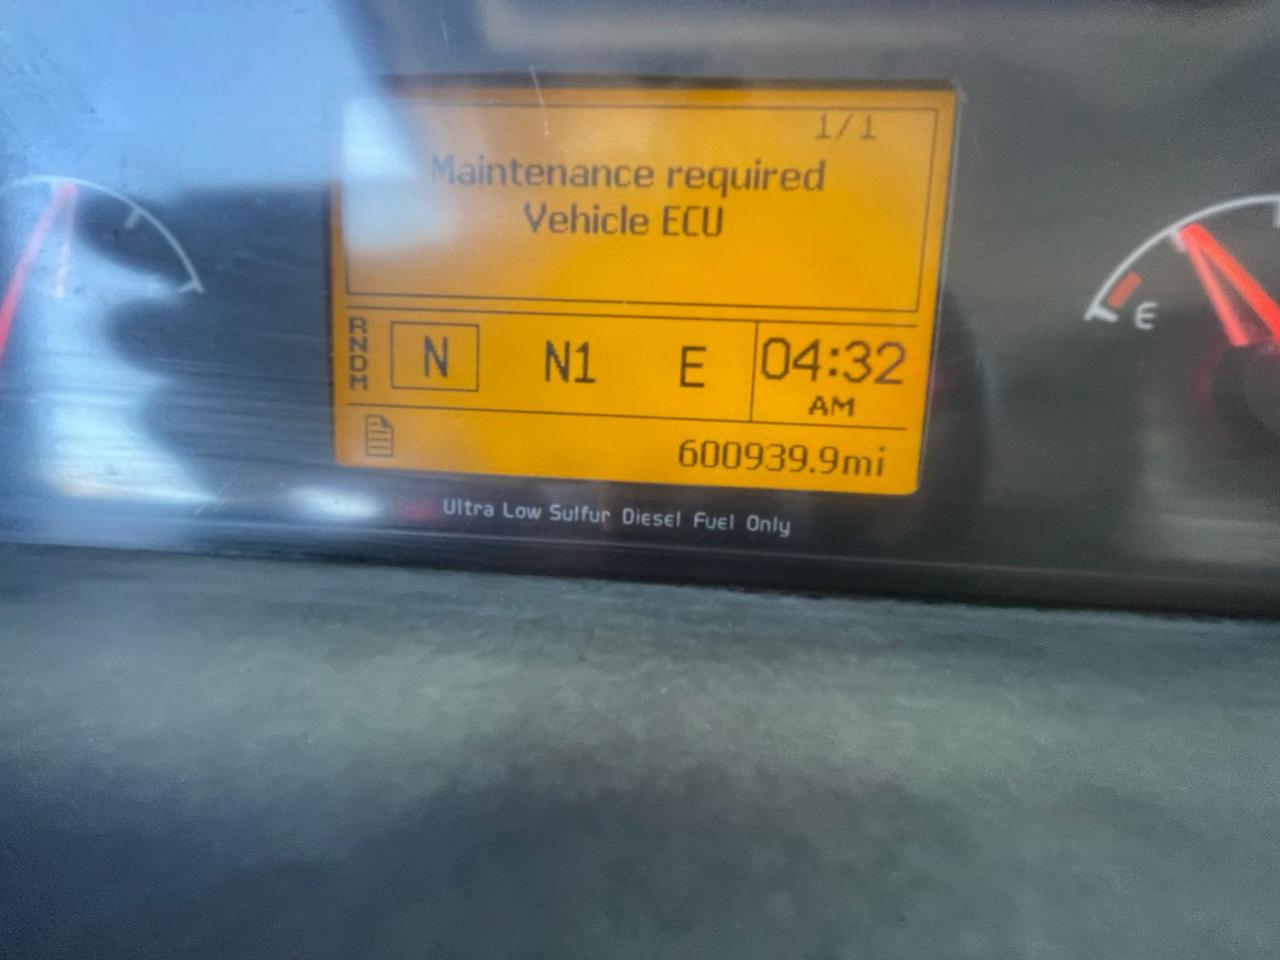 1/1
Maintenance required
Vehicle ECU
RNDM
N N1 E 04:32
AM
600939.9mi
Ultra Low Sulfur Diesel Fuel Only
E